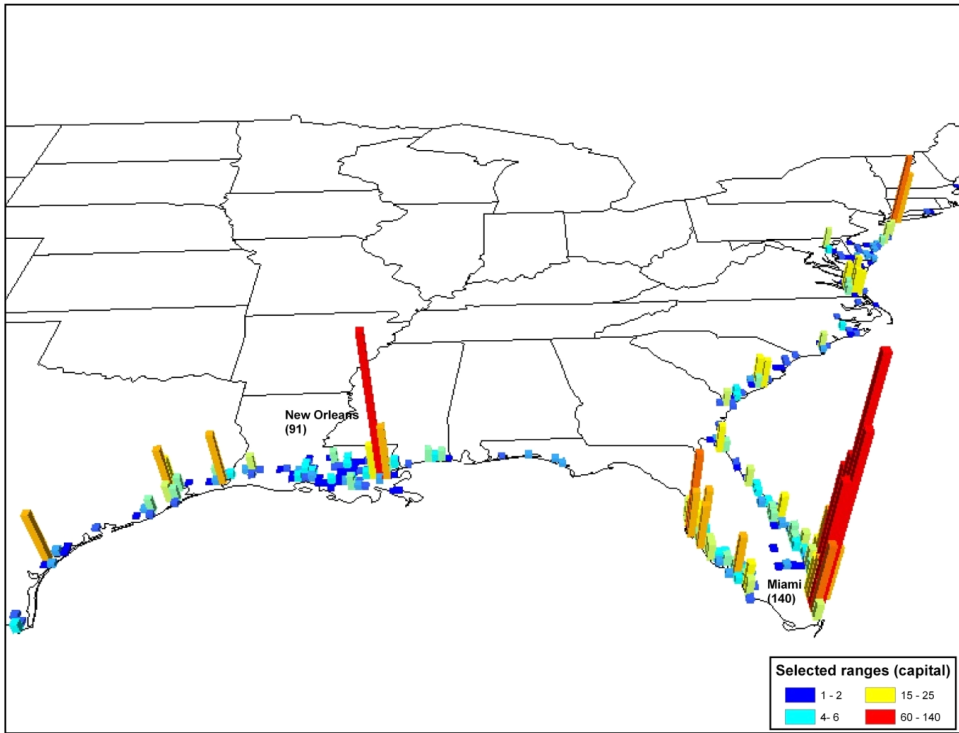 New Orleans
(91)
Miami
(140)
Selected ranges (capital)
1 - 2
15 - 25
4- 6
60 - 140